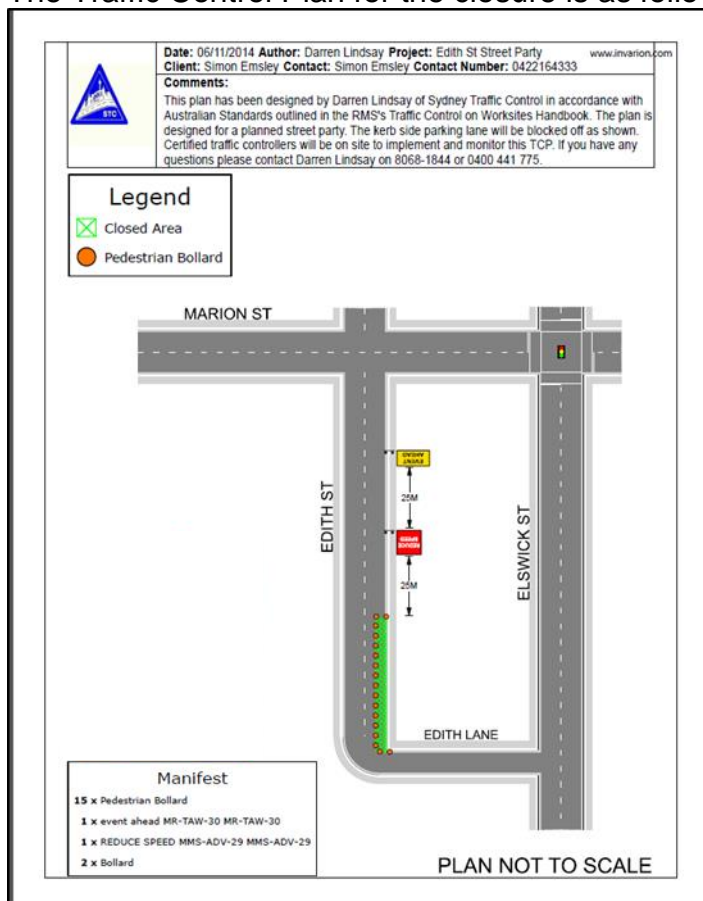 The Traffic Control Plan for the closure is as follo
Date: 06/11/2014 Author: Darren Lindsay Project: Edith St Street Party
www.invarion.com
Client: Simon Emsley Contact: Simon Emsley Contact Number: 0422164333
Comments:
This plan has been designed by Darren Lindsay of Sydney Traffic Control in accordance with
Australian Standards outlined in the RMS's Traffic Control on Worksites Handbook. The plan is
designed for a planned street party. The kerb side parking lane will be blocked off as shown.
Certified traffic controllers will be on site to implement and monitor this TCP. If you have any
questions please contact Darren Lindsay on 8068-1844 or 0400 441 775.
STC
Legend
Closed Area
Pedestrian Bollard
MARION ST
EVENT
AHEAD
25M
EDITH ST
REDUCE
SPEED
ELSWICK ST
25M
EDITH LANE
Manifest
15 x Pedestrian Bollard
1 x event ahead MR-TAW-30 MR-TAW-30
1 x REDUCE SPEED MMS-ADV-29 MMS-ADV-29
2 x Bollard
PLAN NOT TO SCALE